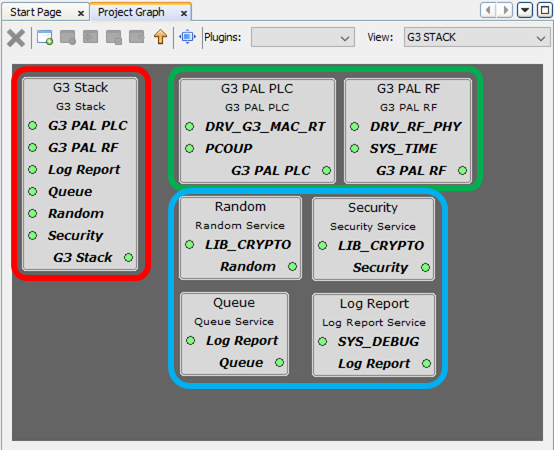 Start Page
Project Graph
Plugins:
View:
G3 STACK
G3 Stack
G3 Stack
G3 PAL PLC
G3 PAL RF
Log Report
Queue
Random
Security
G3 Stack
G3 PAL PLC
G3 PAL PLC
DRV_G3_MAC_RT
PCOUP
G3 PAL PLC
G3 PAL RF
G3 PAL RF
DRV_RF_PHY
SYS_TIME
G3 PAL RF
Random
Random Service
LIB_CRYPTO
Random
Security
Security Service
LIB_CRYPTO
Security
Queue
Queue Service
Log Report
Queue
Log Report
Log Report Service
SYS_DEBUG
Log Report